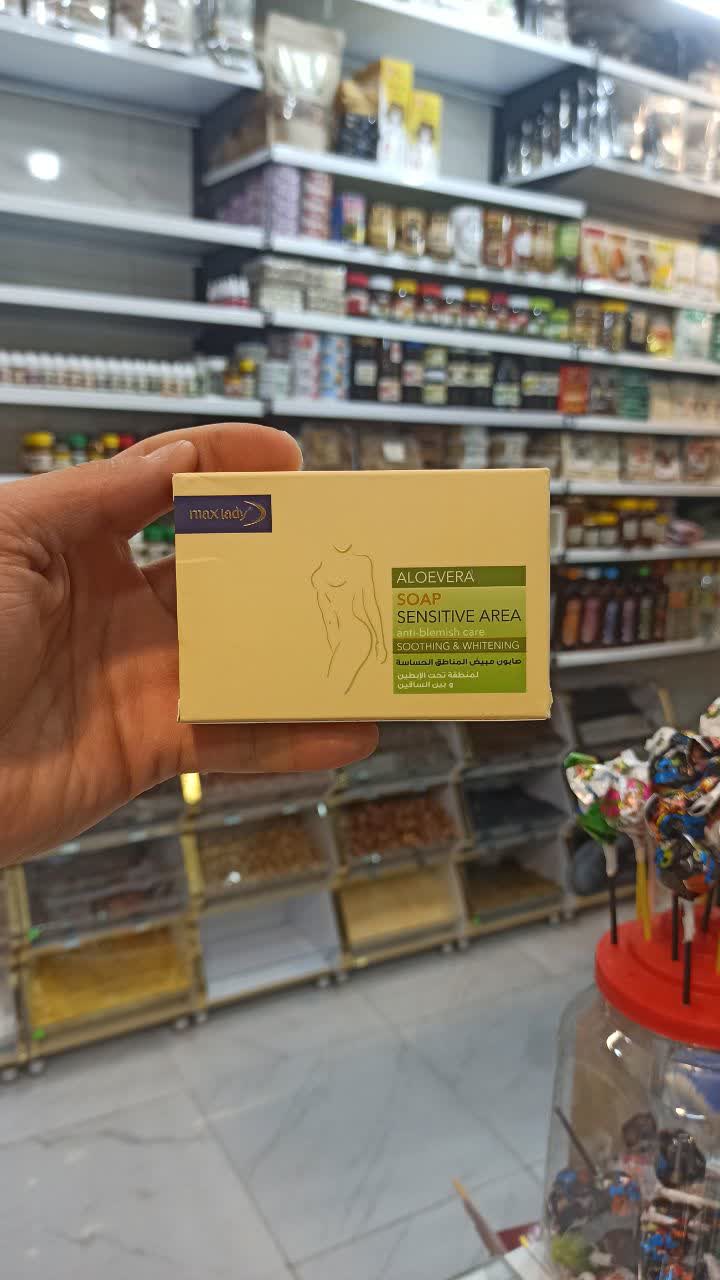 max lady
ALOEVERA
SOAP
SENSITIVE AREA
anti-blemish care
SOOTHING & WHITENING
صابون مبيض المناطق الحساسة
لمنطقة تحت الإبطين
و بين الساقين